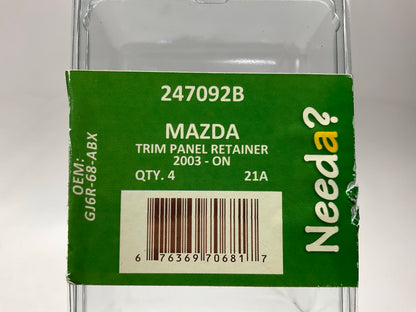 247092B
MAZDA
TRIM PANEL RETAINER
2003 - ON
QTY. 4 21A
OEM:
GJ6R-68-ABX
Needa?
6 76369 70681 7